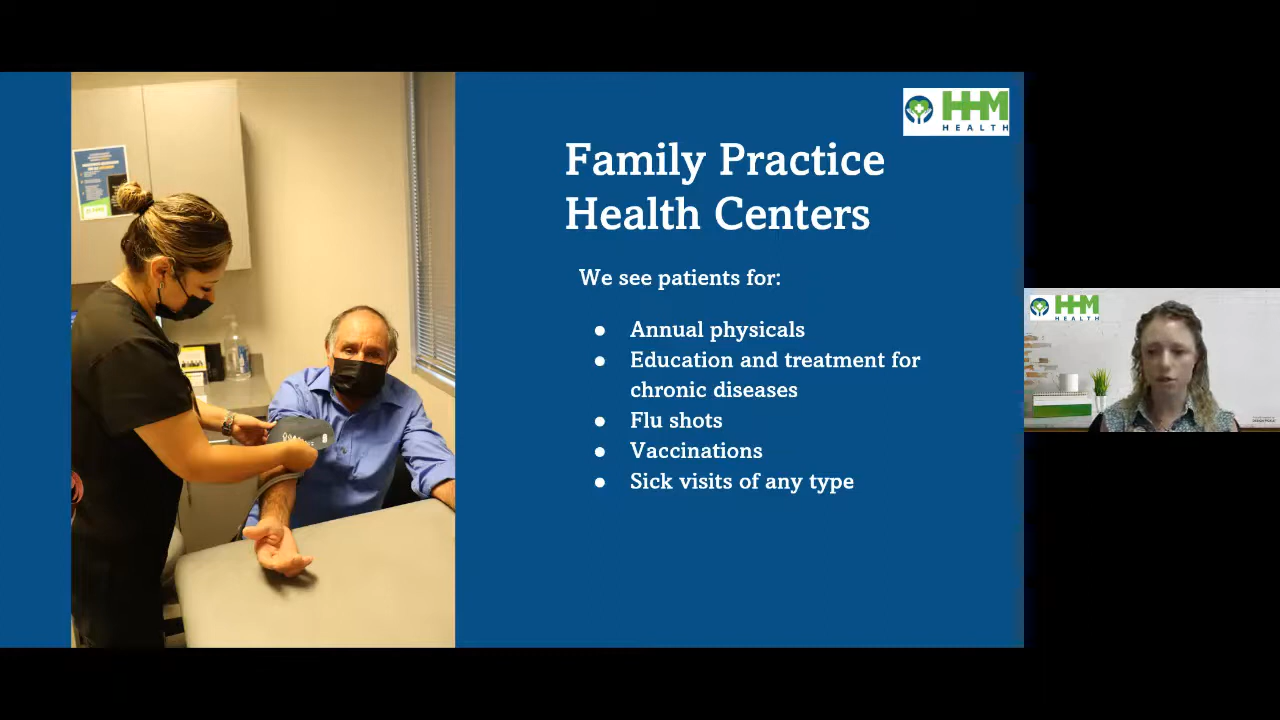 HHM
HEALTH
Family Practice
Health Centers
We see patients for:
● Annual physicals
● Education and treatment for
chronic diseases
● Flu shots
● Vaccinations
● Sick visits of any type
HHM
HEALTH